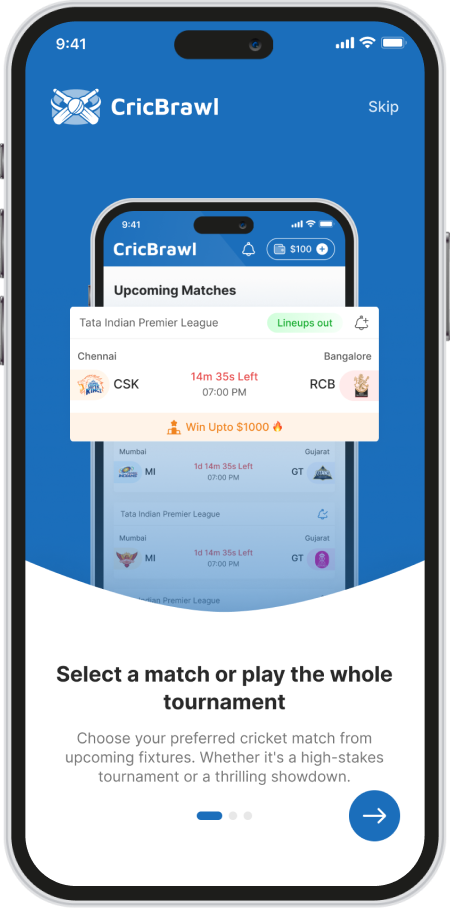 9:41
CricBrawl
Skip
9:41
CricBrawl
$100
Upcoming Matches
Tata Indian Premier League
Lineups out
Chennai
Bangalore
CSK
14m 35s Left
RCB
07:00 PM
Win Upto $1000
Mumbai
Gujarat
MI
1d 14m 35s Left
GT
07:00 PM
Tata Indian Premier League
Mumbai
Gujarat
MI
1d 14m 35s Left
GT
07:00 PM
Indian Premier League
Select a match or play the whole
tournament
Choose your preferred cricket match from
upcoming fixtures. Whether it's a high-stakes
tournament or a thrilling showdown.